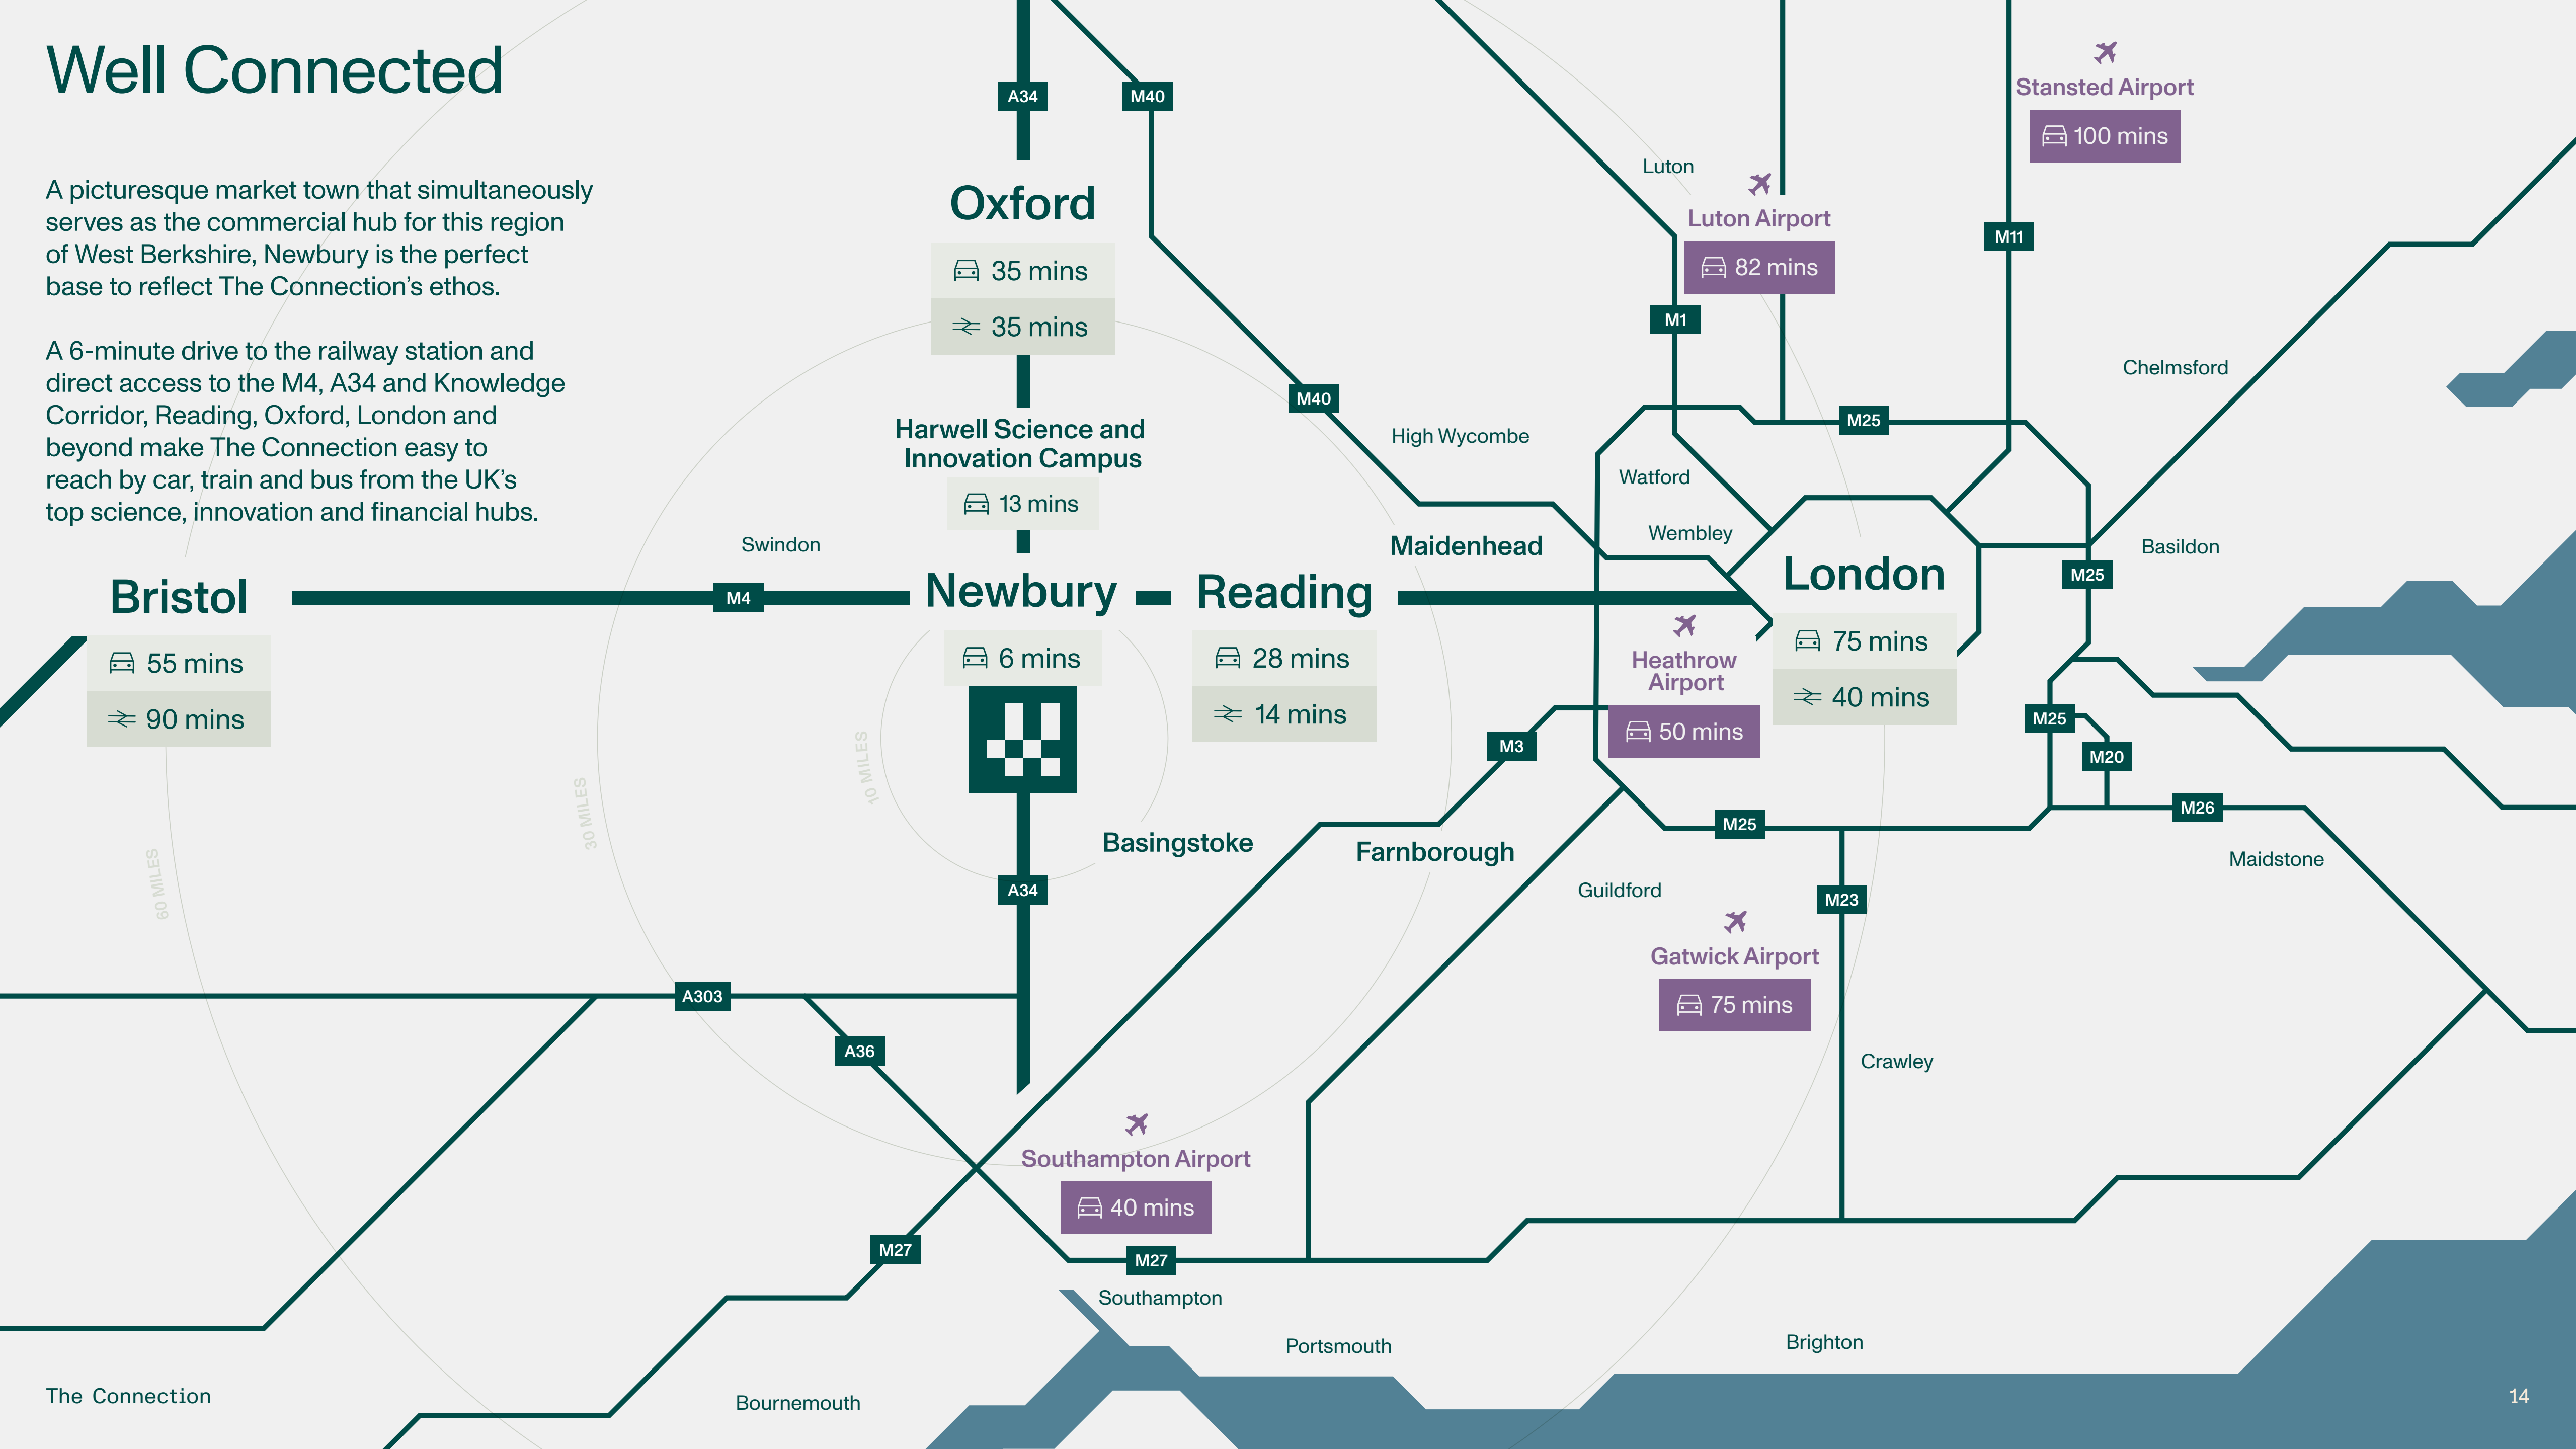 Well Connected
A picturesque market town that simultaneously
serves as the commercial hub for this region
of West Berkshire, Newbury is the perfect
base to reflect The Connection’s ethos.
A 6-minute drive to the railway station and
direct access to the M4, A34 and Knowledge
Corridor, Reading, Oxford, London and
beyond make The Connection easy to
reach by car, train and bus from the UK’s
top science, innovation and financial hubs.
A34
M40
Oxford
35 mins
35 mins
Harwell Science and
Innovation Campus
13 mins
M40
High Wycombe
Luton
Luton Airport
82 mins
M1
Stansted Airport
100 mins
M11
M25
Chelmsford
Watford
Wembley
Basildon
M25
Swindon
Bristol
55 mins
90 mins
M4
Newbury
6 mins
Reading
28 mins
14 mins
Maidenhead
London
75 mins
40 mins
Heathrow
Airport
50 mins
M3
M25
M20
M26
M25
Maidstone
10 MILES
30 MILES
60 MILES
Basingstoke
Farnborough
A34
Guildford
M23
Gatwick Airport
75 mins
Crawley
A303
A36
Southampton Airport
40 mins
M27
M27
Southampton
Portsmouth
Brighton
Bournemouth
The Connection
14